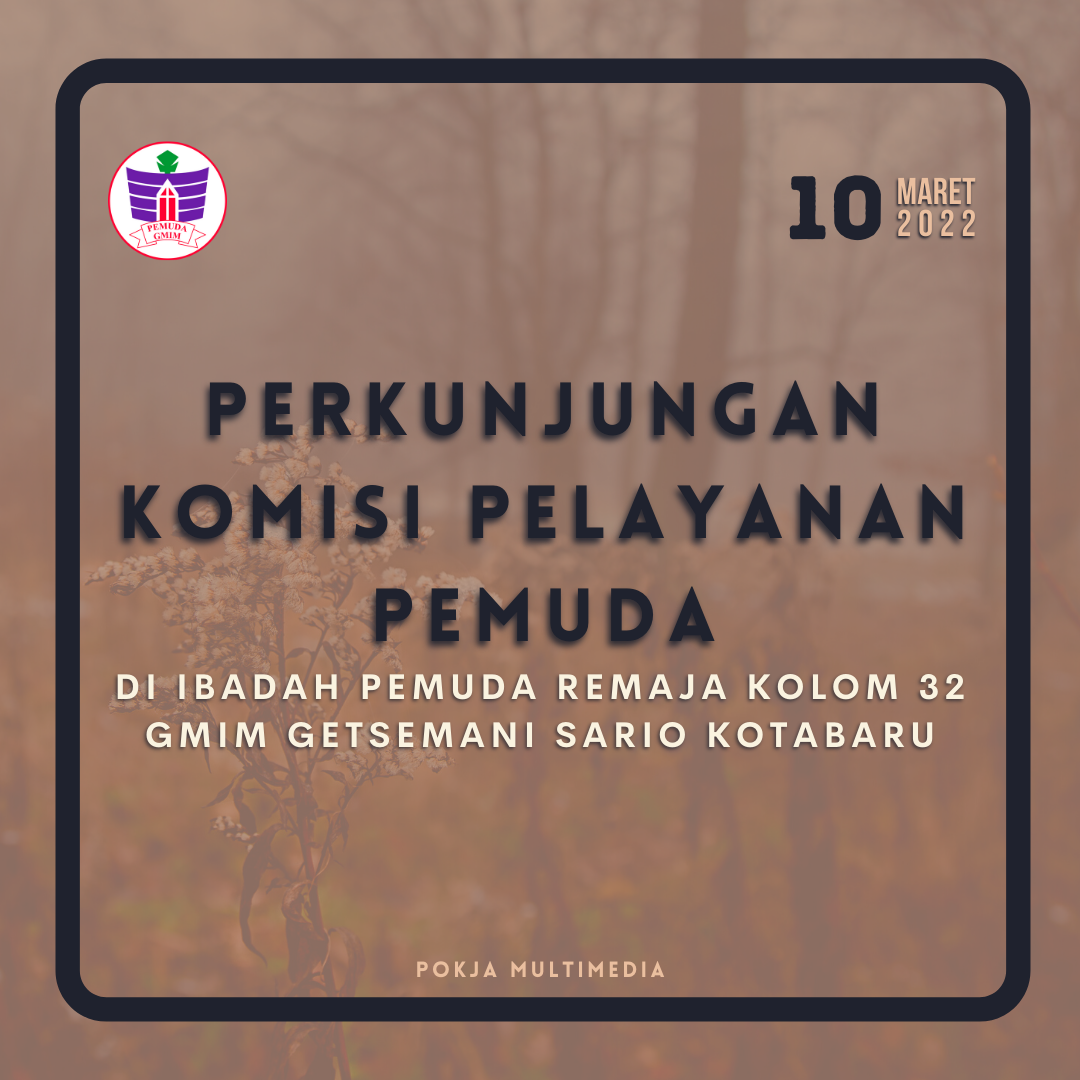 PEMUDA
GMIM
10
MARET
2022
PERKUNJUNGAN
KOMISI PELAYANAN
PEMUDA
DI IBADAH PEMUDA REMAJA KOLOM 32
GMIM GETSEMANI SARIO KOTABARU
POKJA MULTIMEDIA